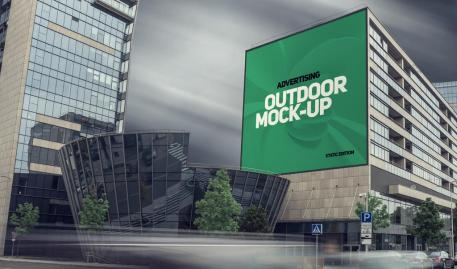 ADVERTISING
OUTDOOR
MOCK-UP
STATIC EDITION
P